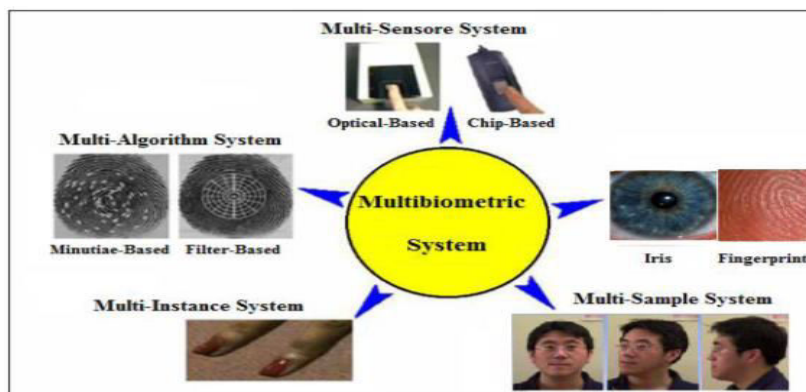 Multi-Sensore System
Optical-Based Chip-Based
Multi-Algorithm System
Minutiae-Based Filter-Based
Multibiometric
System
Iris Fingerprint
Multi-Instance System
Multi-Sample System